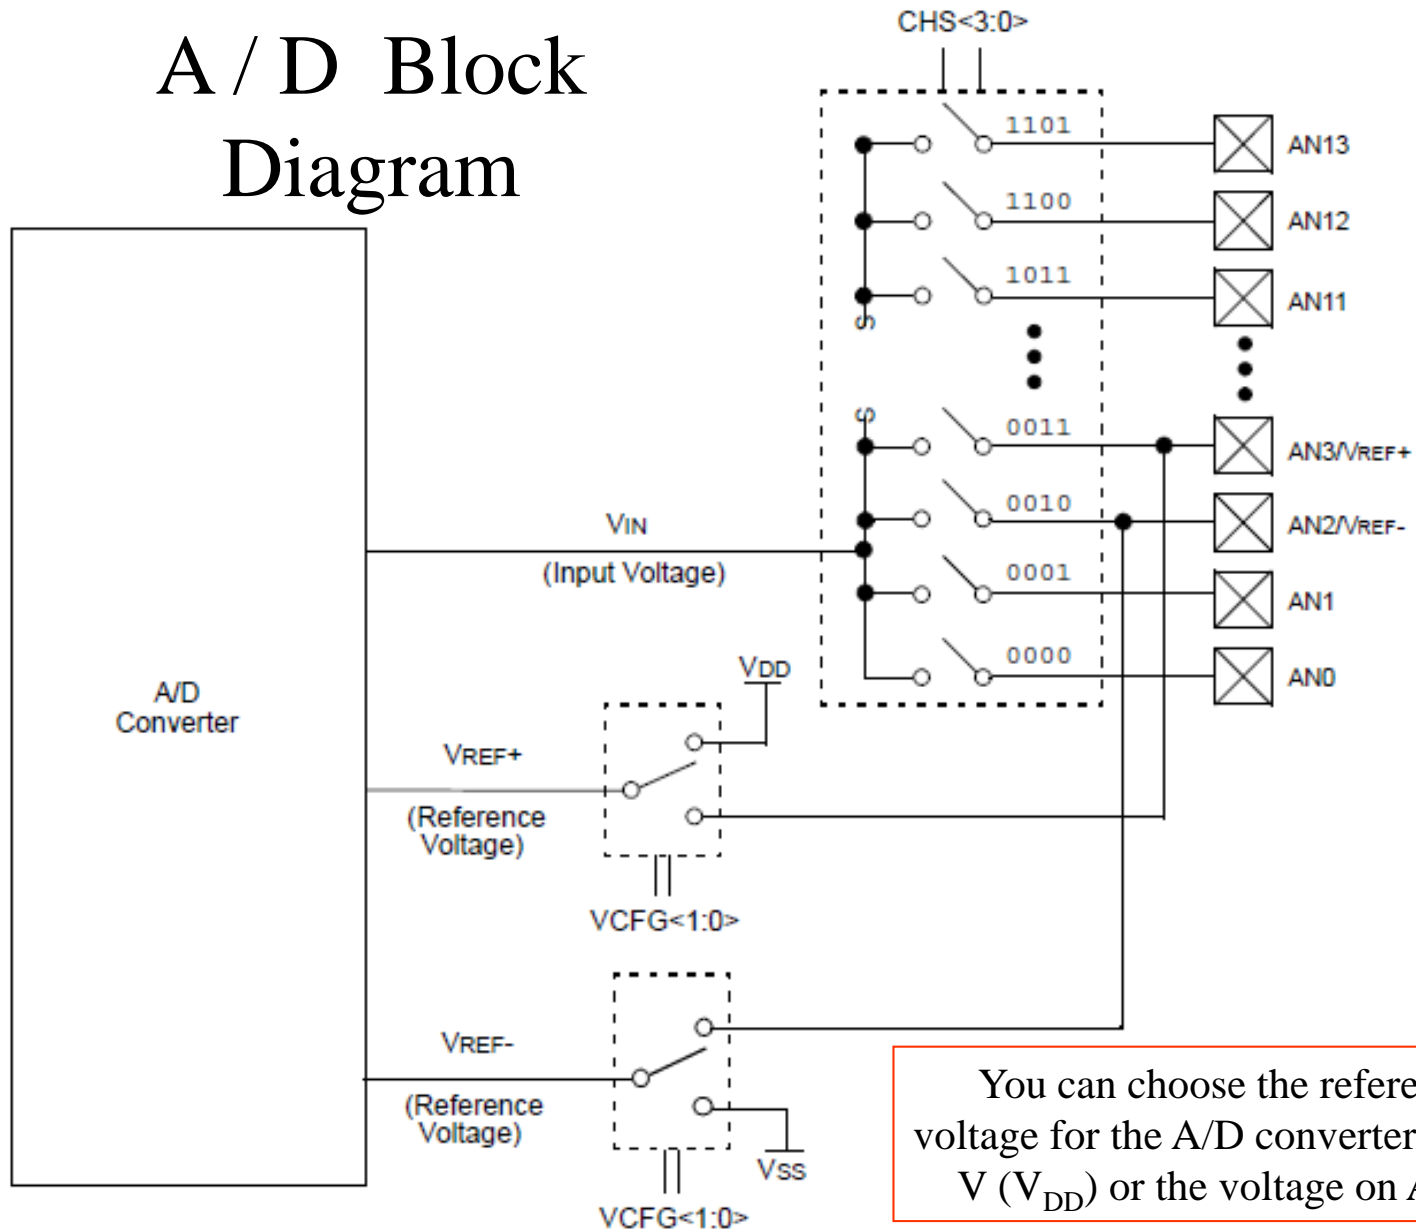 A / D Block
Diagram
CHS<3:0>
1101
AN13
1100
AN12
1011
AN11
S
S
0011
AN3/VREF+
0010
AN2/VREF-
VIN
(Input Voltage)
0001
AN1
0000
AN0
A/D
Converter
VDD
VREF+
(Reference
Voltage)
VCFG<1:0>
VREF-
(Reference
Voltage)
VSS
VCFG<1:0>
You can choose the refere
voltage for the A/D converter
V (VDD) or the voltage on A